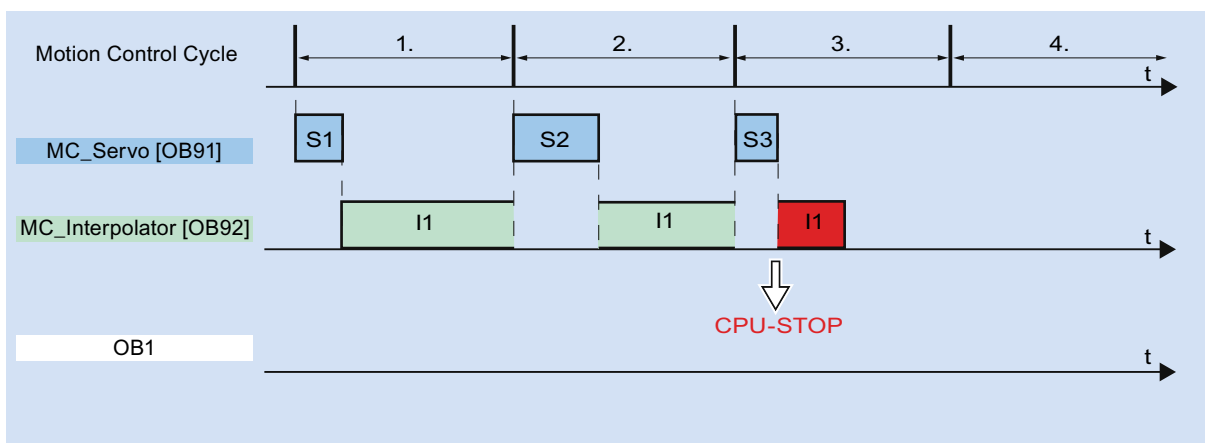 Motion Control Cycle 1. 2. 3. 4. t
MC_Servo [OB91] S1 S2 S3
MC_Interpolator [OB92] I1 I1 I1 t
CPU-STOP
OB1 t